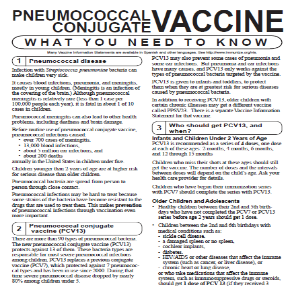 PNEUMOCOCCAL
CONJUGATE
VACCINE
WHAT YOU NEED TO KNOW
Many Vaccine Information Statements are available in Spanish and other languages. See http://www.immunize.org/vis.
1 Pneumococcal disease
Infection with Streptococcus pneumoniae bacteria can
make children very sick.
It causes blood infections, pneumonia, and meningitis,
mostly in young children. (Meningitis is an infection of
the covering of the brain.) Although pneumococcal
meningitis is relatively rare (less than 1 case per
100,000 people each year), it is fatal in about 1 of 10
cases in children.
Pneumococcal meningitis can also lead to other health
problems, including deafness and brain damage.
Before routine use of pneumococcal conjugate vaccine,
pneumococcal infections caused:
• over 700 cases of meningitis,
• 13,000 blood infections,
• about 5 million ear infections, and
• about 200 deaths
annually in the United States in children under five.
Children younger than 2 years of age are at higher risk
for serious disease than older children.
Pneumococcal bacteria are spread from person to
person through close contact.
Pneumococcal infections may be hard to treat because
some strains of the bacteria have become resistant to the
drugs that are used to treat them. This makes prevention
of pneumococcal infections through vaccination even
more important.
2 Pneumococcal conjugate
vaccine (PCV13)
There are more than 90 types of pneumococcal bacteria.
The new pneumococcal conjugate vaccine (PCV13)
protects against 13 of them. These bacteria types are
responsible for most severe pneumococcal infections
among children. PCV13 replaces a previous conjugate
vaccine (PCV7), which protected against 7 pneumococ-
cal types and has been in use since 2000. During that
time severe pneumococcal disease dropped by nearly
80% among children under 5.
PCV13 may also prevent some cases of pneumonia and
some ear infections. But pneumonia and ear infections
have many causes, and PCV13 only works against the
types of pneumococcal bacteria targeted by the vaccine.
PCV13 is given to infants and toddlers, to protect
them when they are at greatest risk for serious diseases
caused by pneumococcal bacteria.
In addition to receiving PCV13, older children with
certain chronic illnesses may get a different vaccine
called PPSV23. There is a separate Vaccine Information
Statement for that vaccine.
3 Who should get PCV13, and
when?
Infants and Children Under 2 Years of Age
PCV13 is recommended as a series of 4 doses, one dose
at each of these ages: 2 months, 4 months, 6 months,
and 12 through 15 months
Children who miss their shots at these ages should still
get the vaccine. The number of doses and the intervals
between doses will depend on the child's age. Ask your
health care provider for details.
Children who have begun their immunization series
with PCV7 should complete the series with PCV13.
Older Children and Adolescents
• Healthy children between their 2nd and 5th birth-
days who have not completed the PCV7 or PCV13
series before age 2 years should get 1 dose.
• Children between the 2nd and 6th birthdays with
medical conditions such as:
- sickle cell disease,
- a damaged spleen or no spleen,
- cochlear implants,
- diabetes,
- HIV/AIDS or other diseases that affect the immune
system (such as cancer, or liver disease), or
- chronic heart or lung disease
or who take medications that affect the immune
system, such as immunosuppressive drugs or steroids,
should get 1 dose of PCV13 (if they received 3